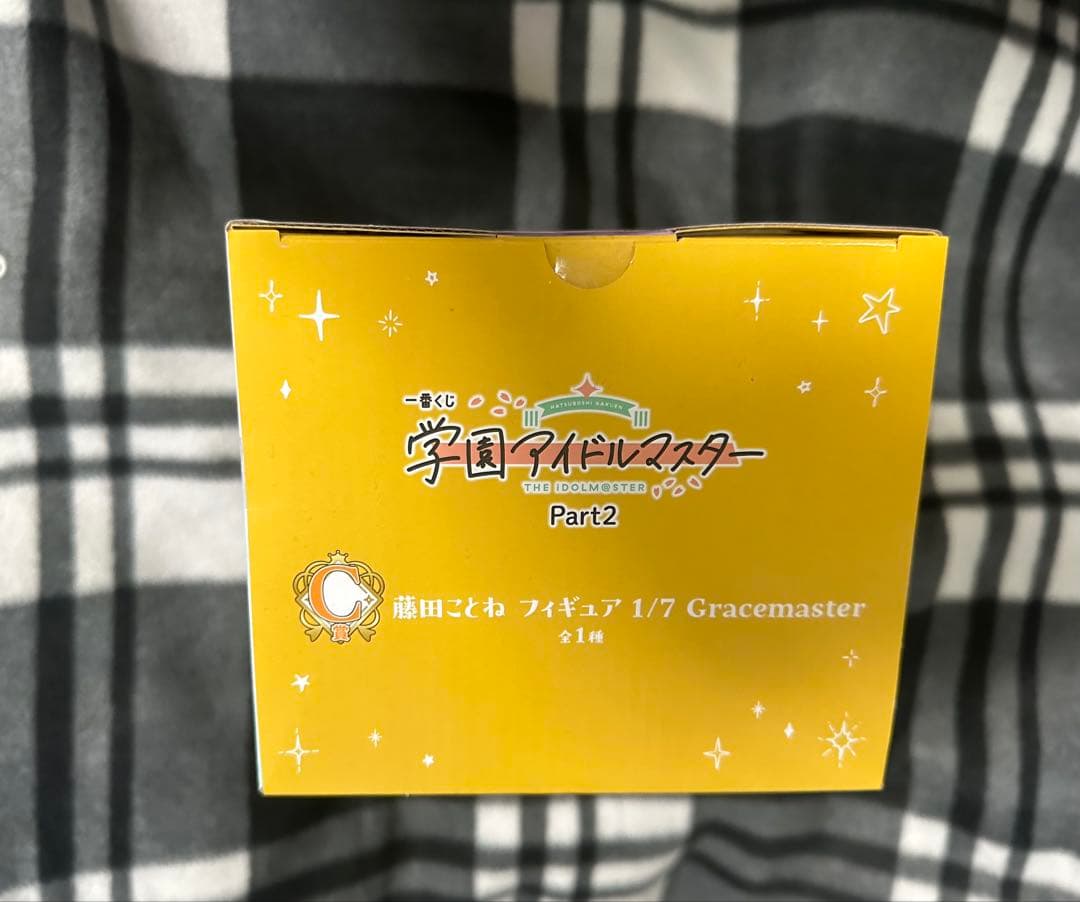 一番くじ
HATSUBOSHI GAKUEN
学園アイドルマスター
THE iDOLM@STER
Part2
C賞
藤田ことね フィギュア 1/7 Gracemaster
全1種